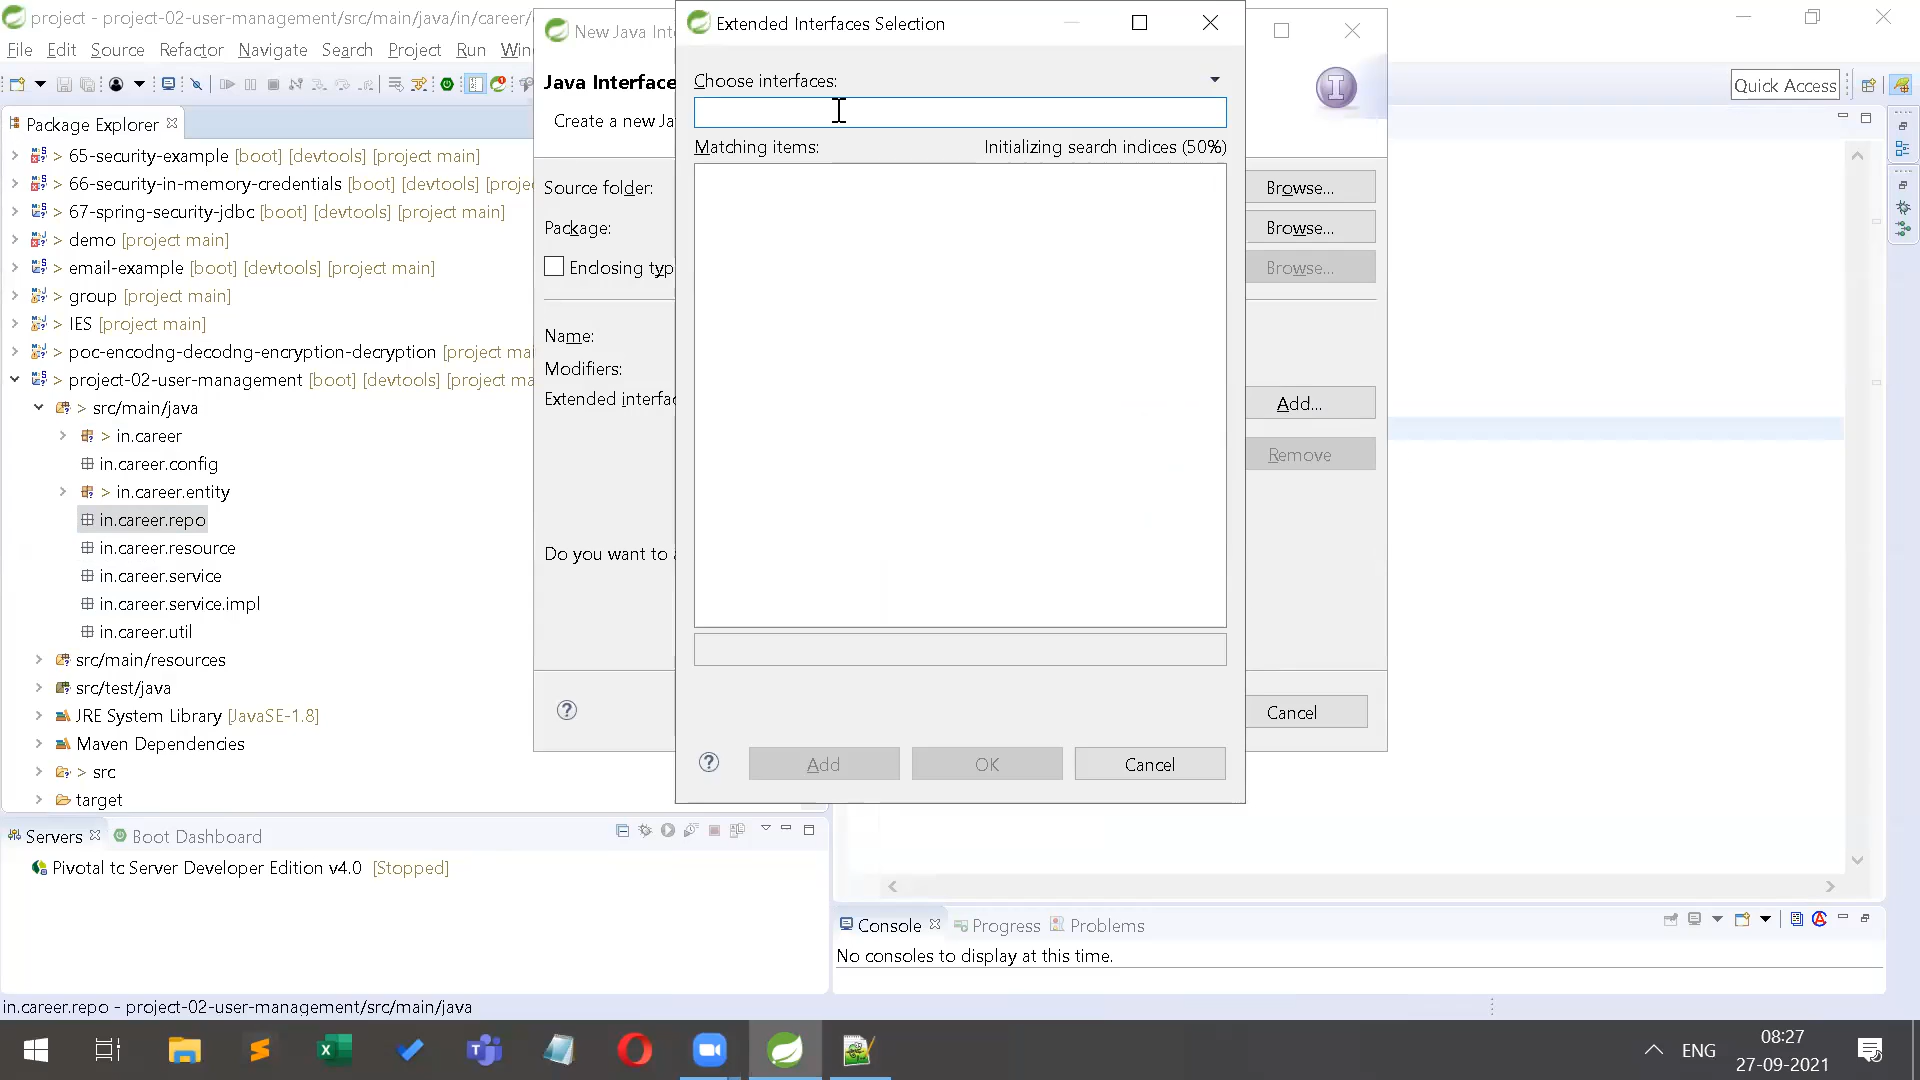 project - project-02-user-management/src/main/java/in/career/
File Edit Source Refactor Navigate Search Project Run Win
Quick Access
Package Explorer
> 65-security-example [boot] [devtools] [project main]
> 66-security-in-memory-credentials [boot] [devtools] [proje
> 67-spring-security-jdbc [boot] [devtools] [project main]
demo [project main]
> email-example [boot] [devtools] [project main]
> group [project main]
> IES [project main]
> poc-encodng-decodng-encryption-decryption [project mai
> project-02-user-management [boot] [devtools] [project ma
> src/main/java
> in.career
in.career.config
> in.career.entity
in.career.repo
in.career.resource
in.career.service
in.career.service.impl
in.career.util
src/main/resources
src/test/java
JRE System Library [JavaSE-1.8]
Maven Dependencies
> src
target
Servers Boot Dashboard
Pivotal tc Server Developer Edition v4.0 [Stopped]
New Java Int
Java Interface
Create a new Ja
Source folder:
Browse...
Package:
Browse...
Enclosing typ
Browse...
Name:
Modifiers:
Extended interfac
Add...
Remove
Do you want to a
Cancel
Extended Interfaces Selection
Choose interfaces:
Matching items: Initializing search indices (50%)
Add OK Cancel
Console Progress Problems
No consoles to display at this time.
in.career.repo - project-02-user-management/src/main/java
ENG
08:27
27-09-2021